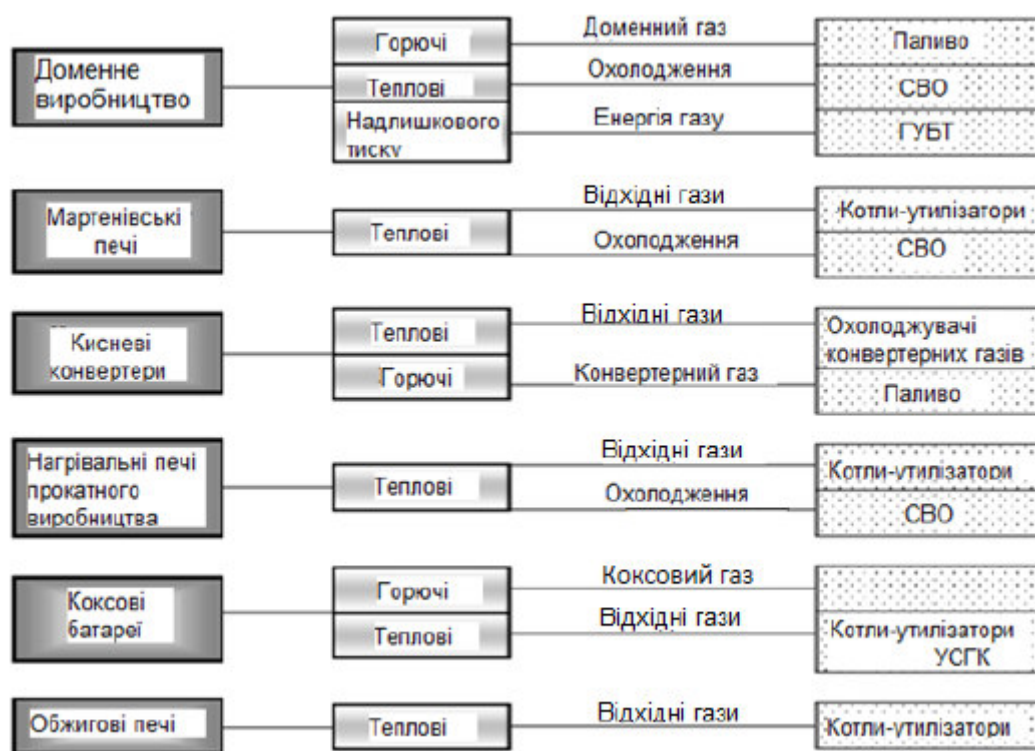 Доменне
виробництво
Горючі
Доменний газ
Паливо
Теплові
Охолодження
СВО
Надлишкового
тиску
Енергія газу
ГУБТ
Мартенівські
печі
Теплові
Відхідні гази
Котли-утилізатори
Охолодження
СВО
Кисневі
конвертери
Теплові
Відхідні гази
Охолоджувачі
конвертерних газів
Горючі
Конвертерний газ
Паливо
Нагрівальні печі
прокатного
виробництва
Теплові
Відхідні гази
Котли-утилізатори
Охолодження
СВО
Коксові
батареї
Горючі
Коксовий газ
Теплові
Відхідні гази
Котли-утилізатори
УСГК
Обжигові печі
Теплові
Відхідні гази
Котли-утилізатори